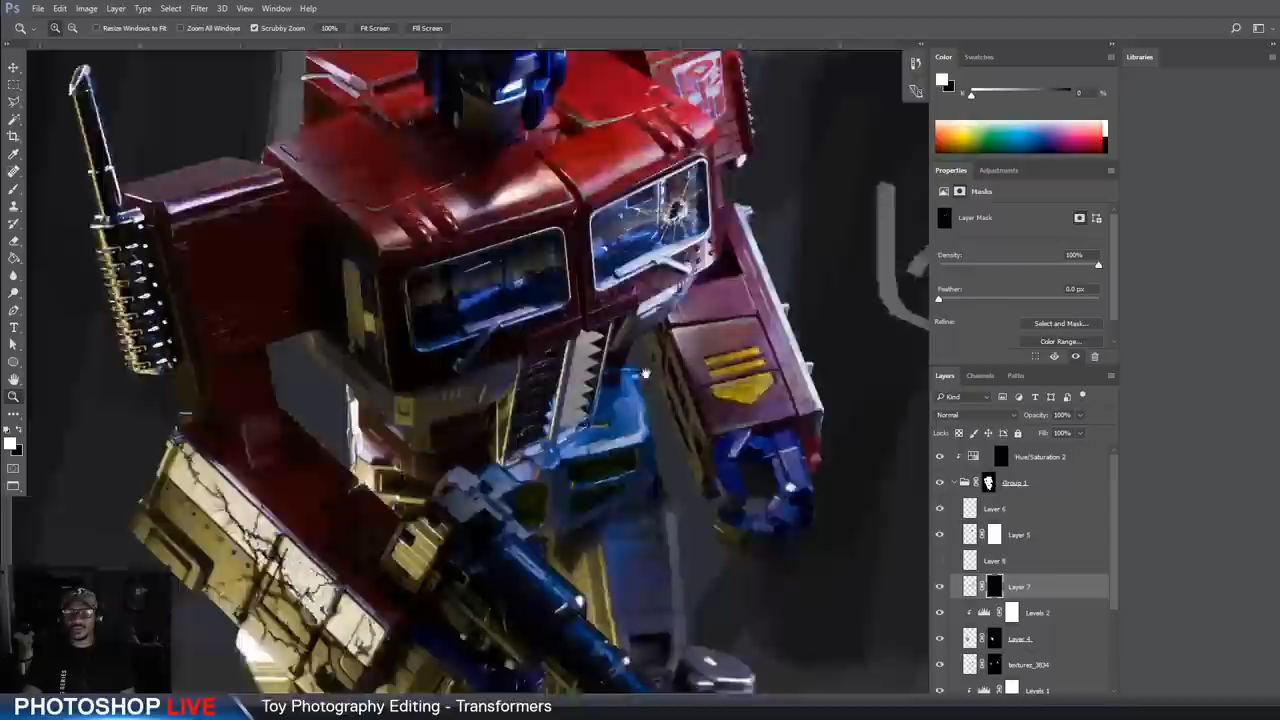 Ps File Edit Image Layer Type Select Filter 3D View Window Help
Resize Windows to Fit Zoom All Windows Scrubby Zoom 100% Fit Screen Fill Screen
Color Swatches
Libraries
K 0 %
Properties Adjustments
Masks
Layer Mask
Density: 100%
Feather: 0.0 px
Refine: Select and Mask...
Color Range...
Layers Channels Paths
Kind
Normal Opacity: 100%
Lock: Fill: 100%
Hue/Saturation 2
Group 1
Layer 6
Layer 5
Layer 8
Layer 7
Levels 2
Layer 4
texturez_3834
Levels 1
PHOTOSHOP LIVE Toy Photography Editing - Transformers